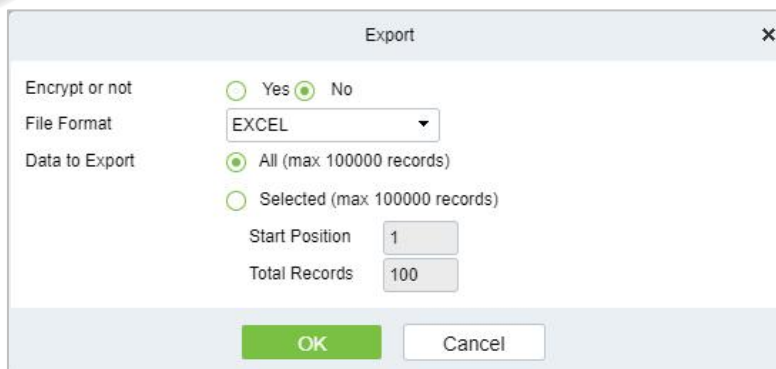 Export
Encrypt or not Yes No
File Format EXCEL
Data to Export All (max 100000 records)
Selected (max 100000 records)
Start Position 1
Total Records 100
OK Cancel